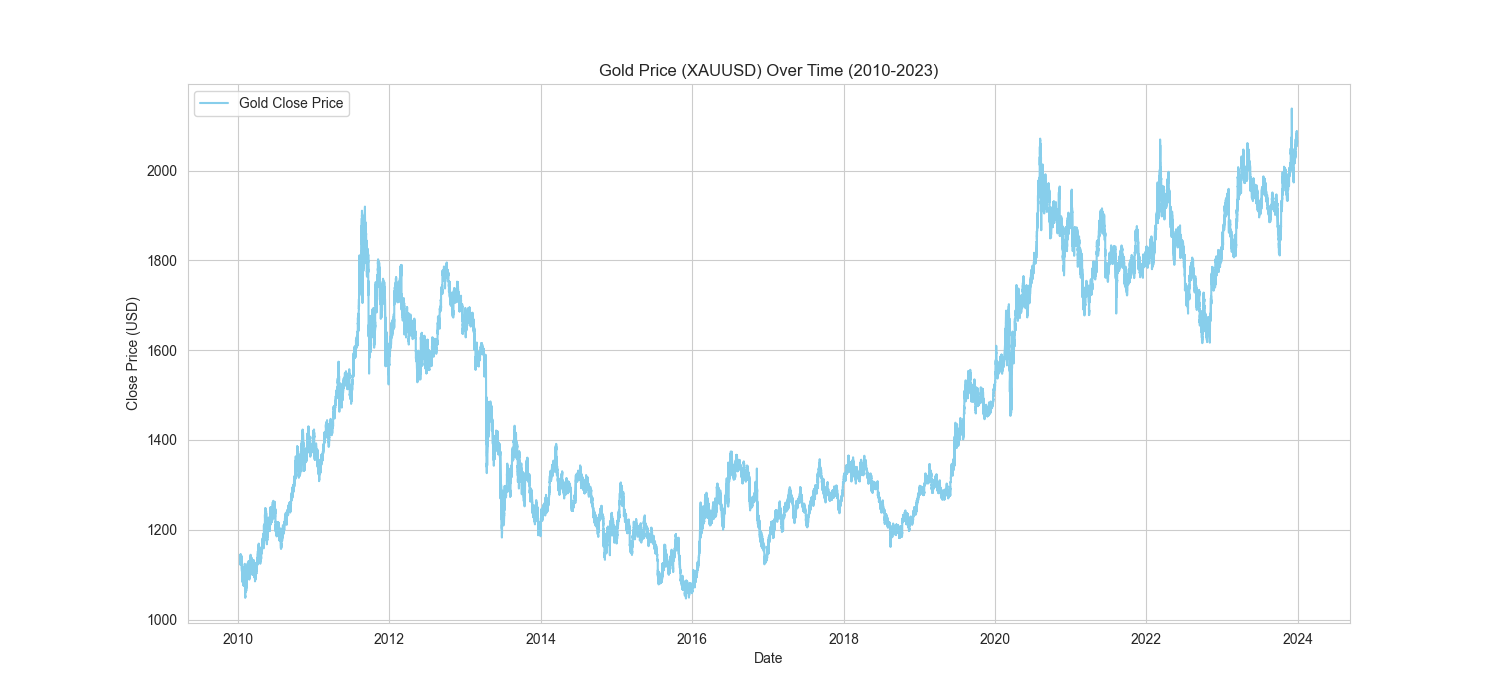 Gold Price (XAUUSD) Over Time (2010-2023)
Gold Close Price
Close Price (USD)
2000
1800
1600
1400
1200
1000
2010 2012 2014 2016 2018 2020 2022 2024
Date